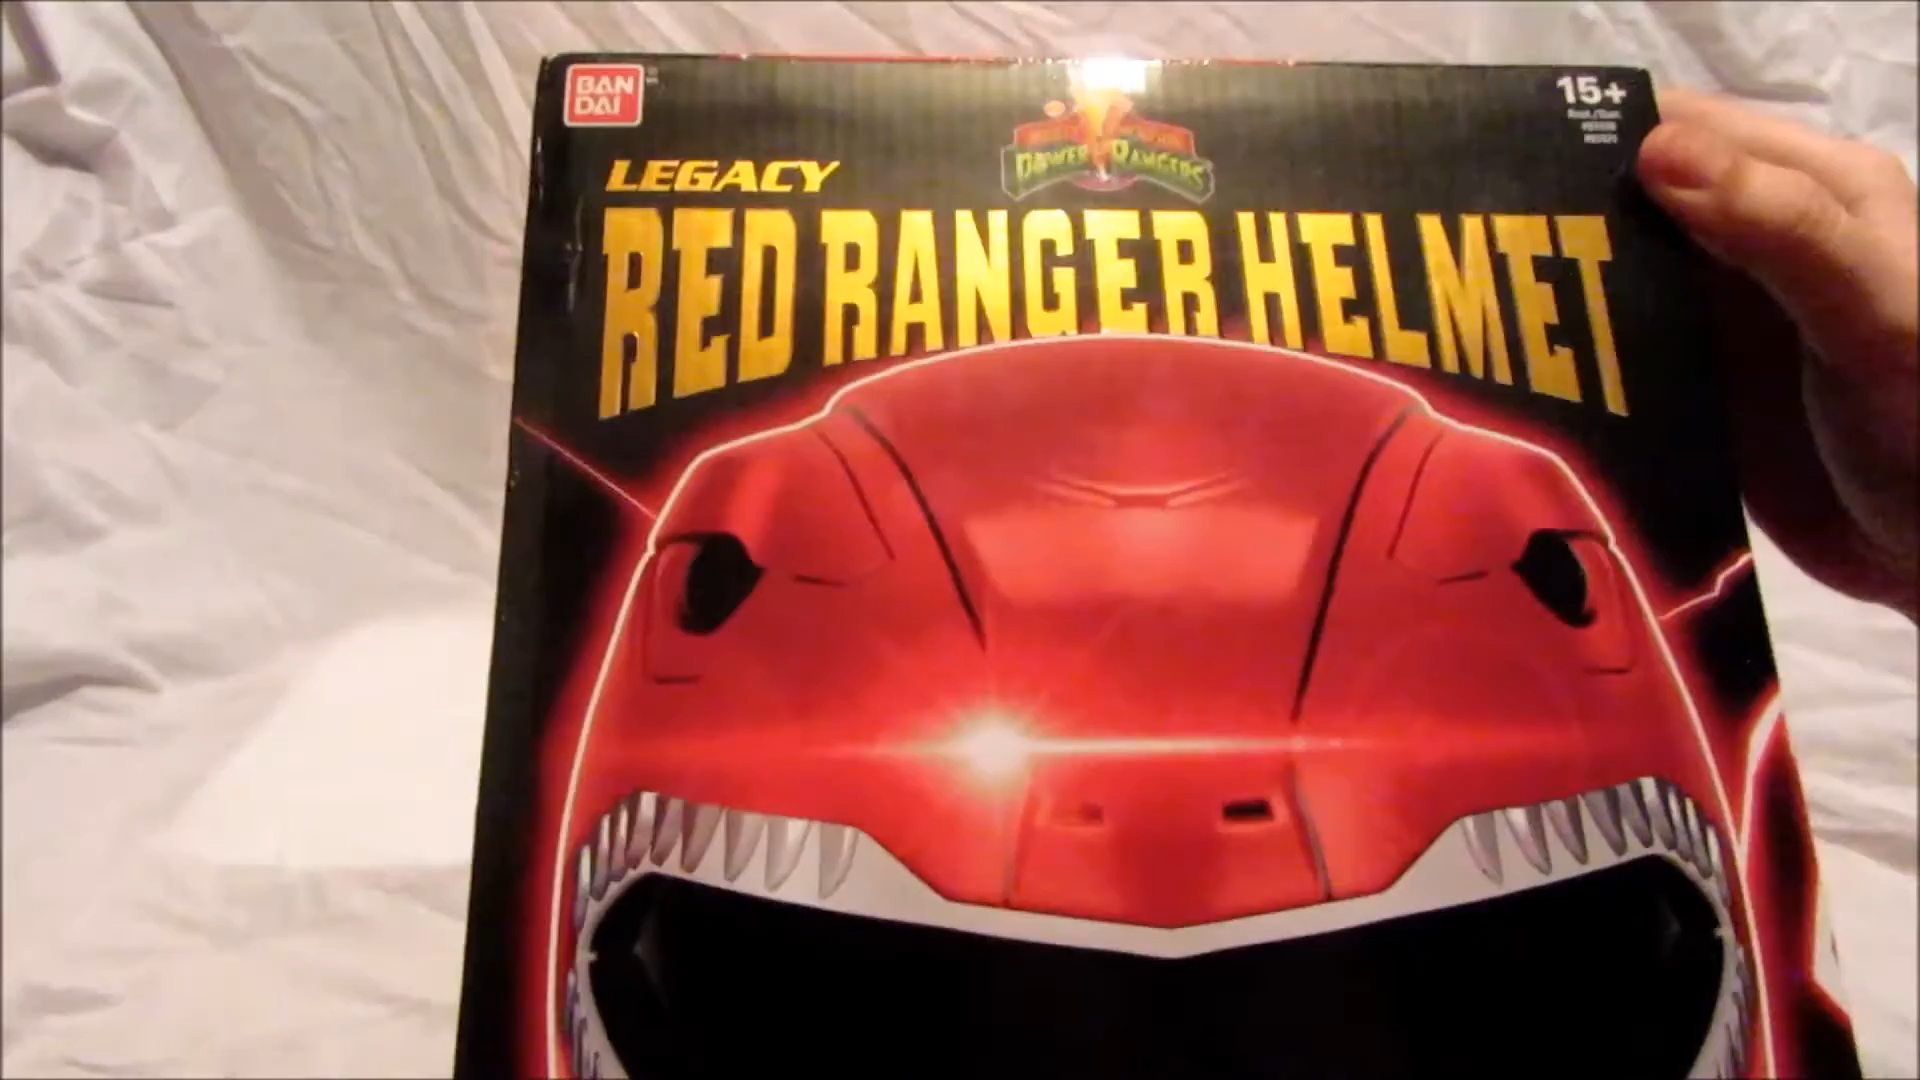 BAN
DAI
15+
LEGACY
POWER RANGERS
RED RANGER HELMET